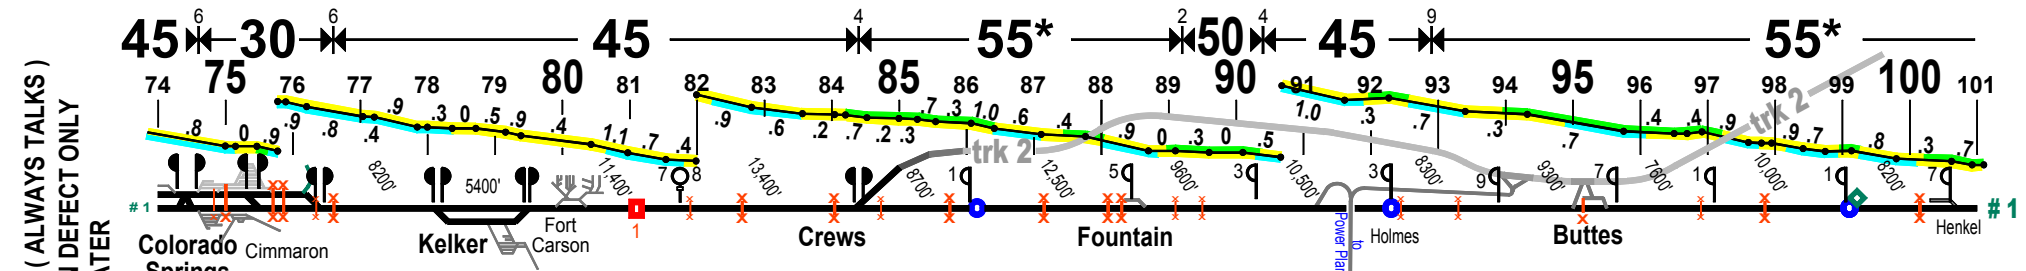 6 6 4 2 4 9
45 30 45 55* 50 45 55*
74 75 76 77 78 79 80 81 82 83 84 85 86 87 88 89 90 91 92 93 94 95 96 97 98 99 100 101
.8 0 .9 .9 .8 .4 .9 .3 0 .5 .9 .4 1.1 .7 .4 .9 .6 .2 .7 .2 .3 .7 .3 1.0 .6 .4 .9 0 .3 0 .5 1.0 .3 .7 .3 .7 .4 .4 .9 .9 .7 .8 .3 .7
trk 2
trk 2
8200' 5400' 11,400' 13,400' 8700' 12,500' 9600' 10,500' 8300' 9300' 7600' 10,000' 8200'
7 8 1 5 3 3 9 7 1 1 7
# 1
# 1
1
Colorado
Springs
Cimmaron
Kelker
Fort
Carson
Crews
Fountain
to
Power Plan
Holmes
Buttes
Henkel
( ALWAYS TALKS )
N DEFECT ONLY
ATER